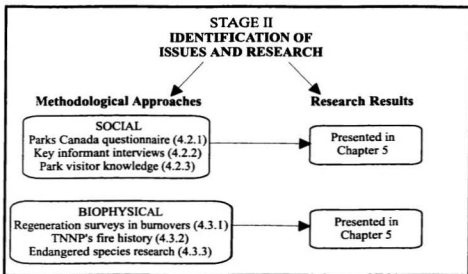 STAGE II
IDENTIFICATION OF
ISSUES AND RESEARCH
Methodological Approaches Research Results
SOCIAL
Parks Canada questionnaire (4.2.1)
Key informant interviews (4.2.2)
Park visitor knowledge (4.2.3)
Presented in
Chapter 5
BIOPHYSICAL
Regeneration surveys in burnovers (4.3.1)
TNNP's fire history (4.3.2)
Endangered species research (4.3.3)
Presented in
Chapter 5